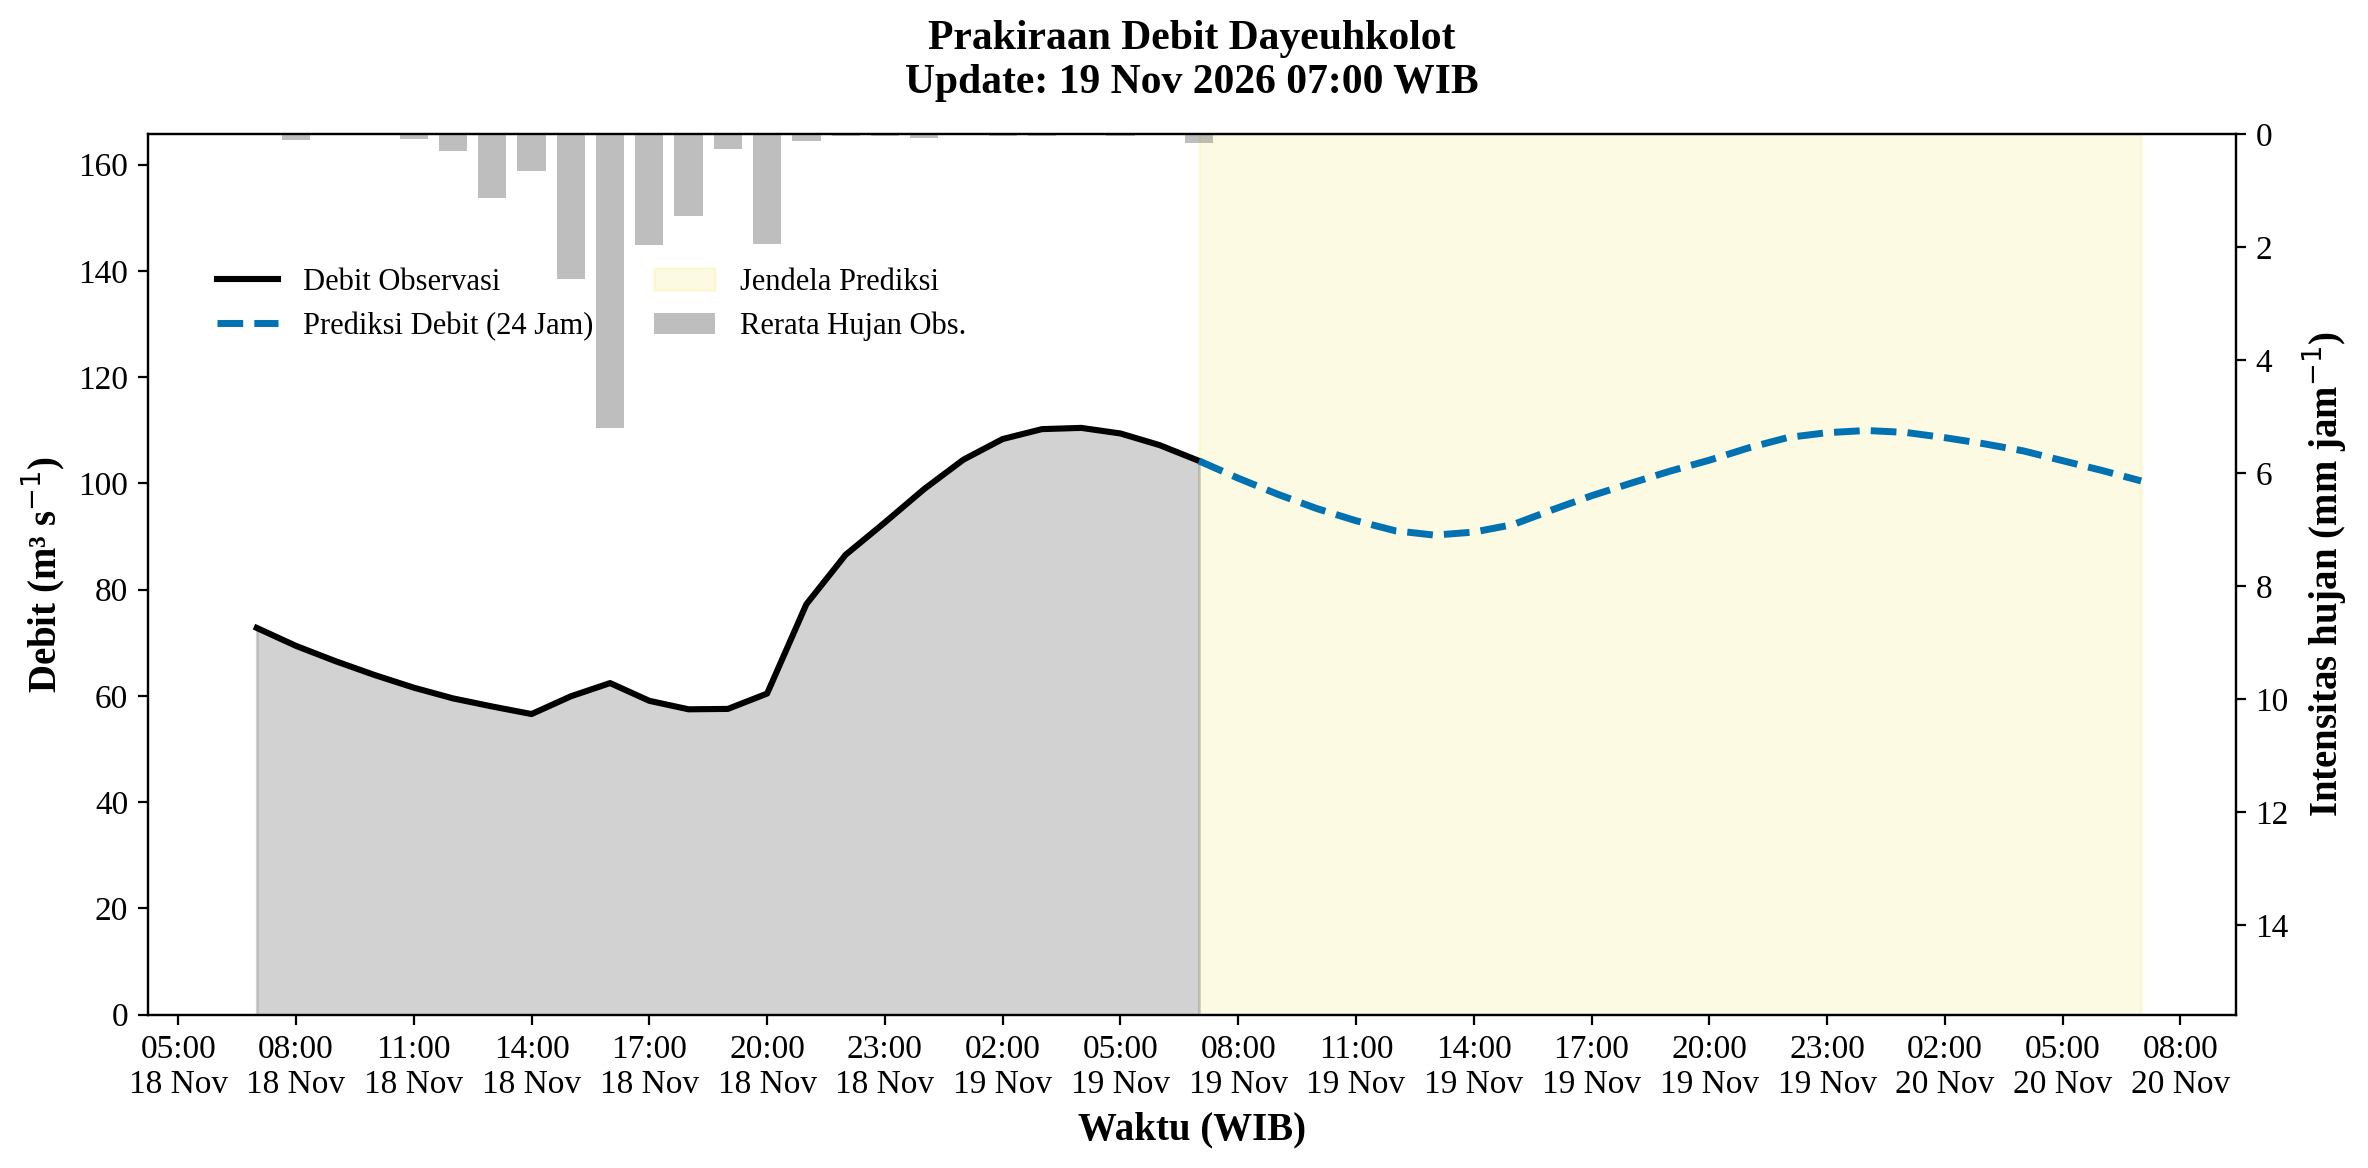 Prakiraan Debit Dayeuhkolot
Update: 19 Nov 2026 07:00 WIB
Debit (m³ s⁻¹)
160
140
120
100
80
60
40
20
0
Debit Observasi
Prediksi Debit (24 Jam)
Jendela Prediksi
Rerata Hujan Obs.
0
2
4
6
8
10
12
14
Intensitas hujan (mm jam⁻¹)
05:00 08:00 11:00 14:00 17:00 20:00 23:00 02:00 05:00 08:00 11:00 14:00 17:00 20:00 23:00 02:00 05:00 08:00
18 Nov 18 Nov 18 Nov 18 Nov 18 Nov 18 Nov 18 Nov 19 Nov 19 Nov 19 Nov 19 Nov 19 Nov 19 Nov 19 Nov 19 Nov 20 Nov 20 Nov 20 Nov
Waktu (WIB)